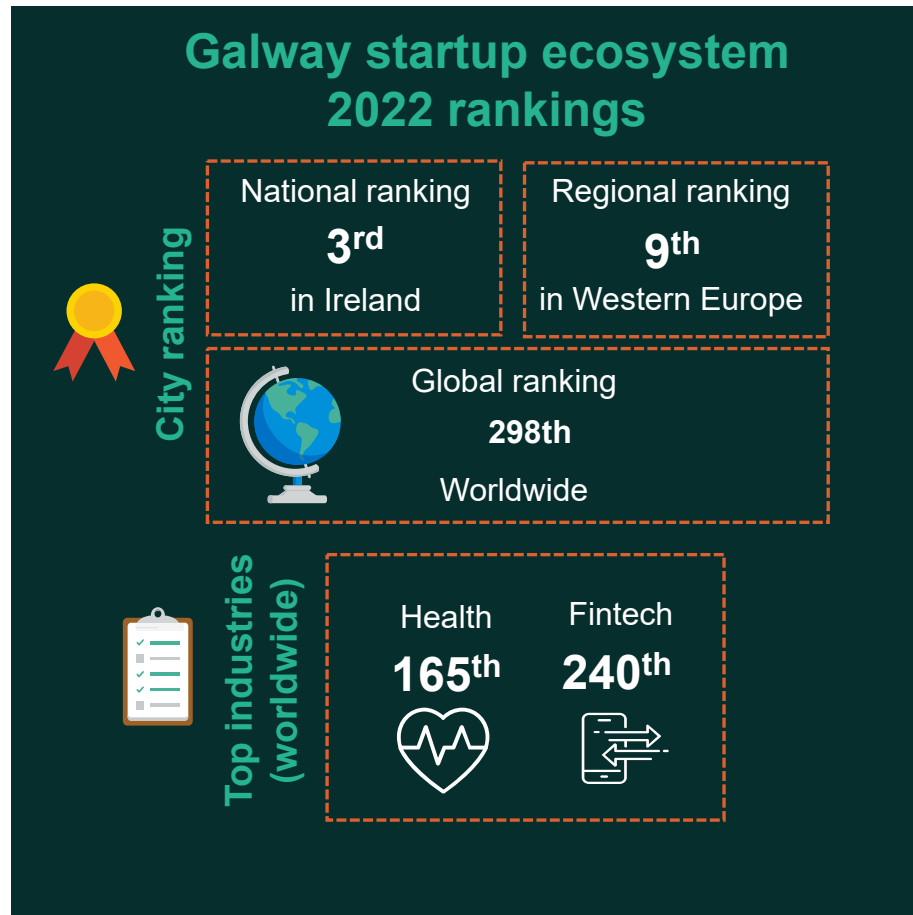 Galway startup ecosystem
2022 rankings
City ranking
National ranking
3rd
in Ireland
Regional ranking
9th
in Western Europe
Global ranking
298th
Worldwide
Top industries
(worldwide)
Health
165th
Fintech
240th